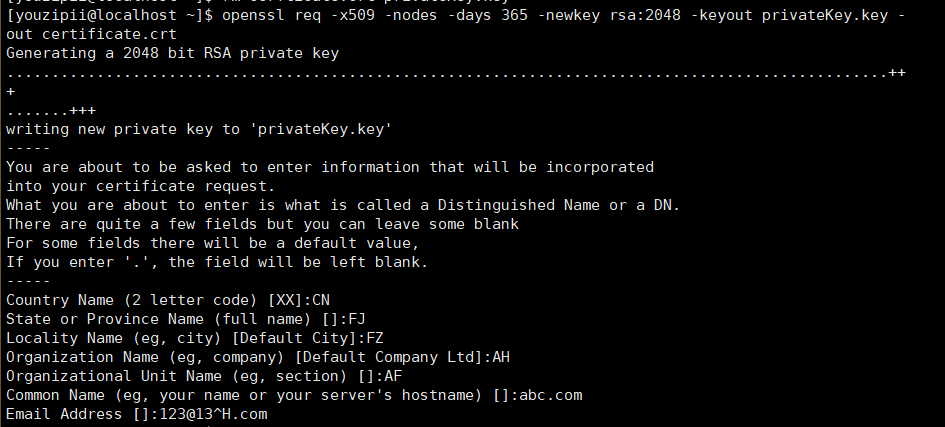 [youzipii@localhost ~]$ openssl req -x509 -nodes -days 365 -newkey rsa:2048 -keyout privateKey.key -
out certificate.crt
Generating a 2048 bit RSA private key
..................................................................................................++
+
.......+++
writing new private key to 'privateKey.key'
-----
You are about to be asked to enter information that will be incorporated
into your certificate request.
What you are about to enter is what is called a Distinguished Name or a DN.
There are quite a few fields but you can leave some blank
For some fields there will be a default value,
If you enter '.', the field will be left blank.
-----
Country Name (2 letter code) [XX]:CN
State or Province Name (full name) []:FJ
Locality Name (eg, city) [Default City]:FZ
Organization Name (eg, company) [Default Company Ltd]:AH
Organizational Unit Name (eg, section) []:AF
Common Name (eg, your name or your server's hostname) []:abc.com
Email Address []:123@13^H.com